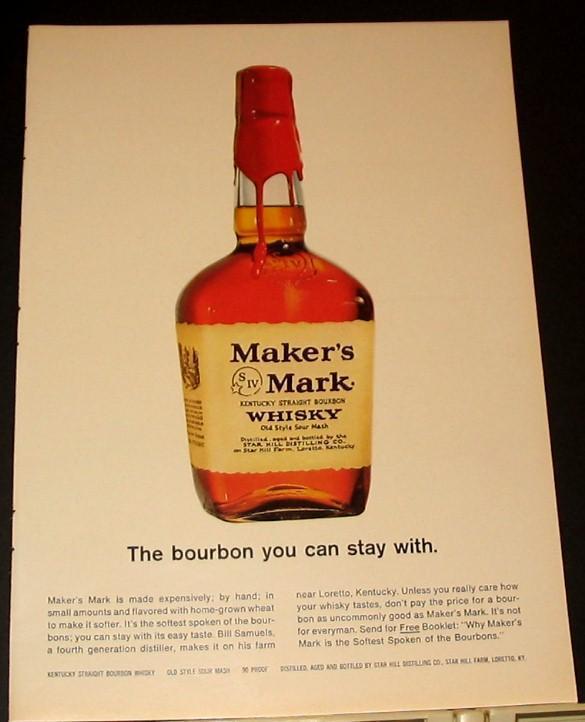 Maker's
S IV Mark.
KENTUCKY STRAIGHT BOURBON
WHISKY
Old Style Sour Mash
Distilled, aged and bottled by the
STAR HILL DISTILLING CO.
on Star Hill Farm, Loretto, Kentucky
The bourbon you can stay with.
Maker's Mark is made expensively; by hand; in
small amounts and flavored with home-grown wheat
to make it softer. It's the softest spoken of the bour-
bons; you can stay with its easy taste. Bill Samuels,
a fourth generation distiller, makes it on his farm
near Loretto, Kentucky. Unless you really care how
your whisky tastes, don't pay the price for a bour-
bon as uncommonly good as Maker's Mark. It's not
for everyman. Send for Free Booklet: "Why Maker's
Mark is the Softest Spoken of the Bourbons."
KENTUCKY STRAIGHT BOURBON WHISKY OLD STYLE SOUR MASH 90 PROOF DISTILLED, AGED AND BOTTLED BY STAR HILL DISTILLING CO., STAR HILL FARM, LORETTO, KY.